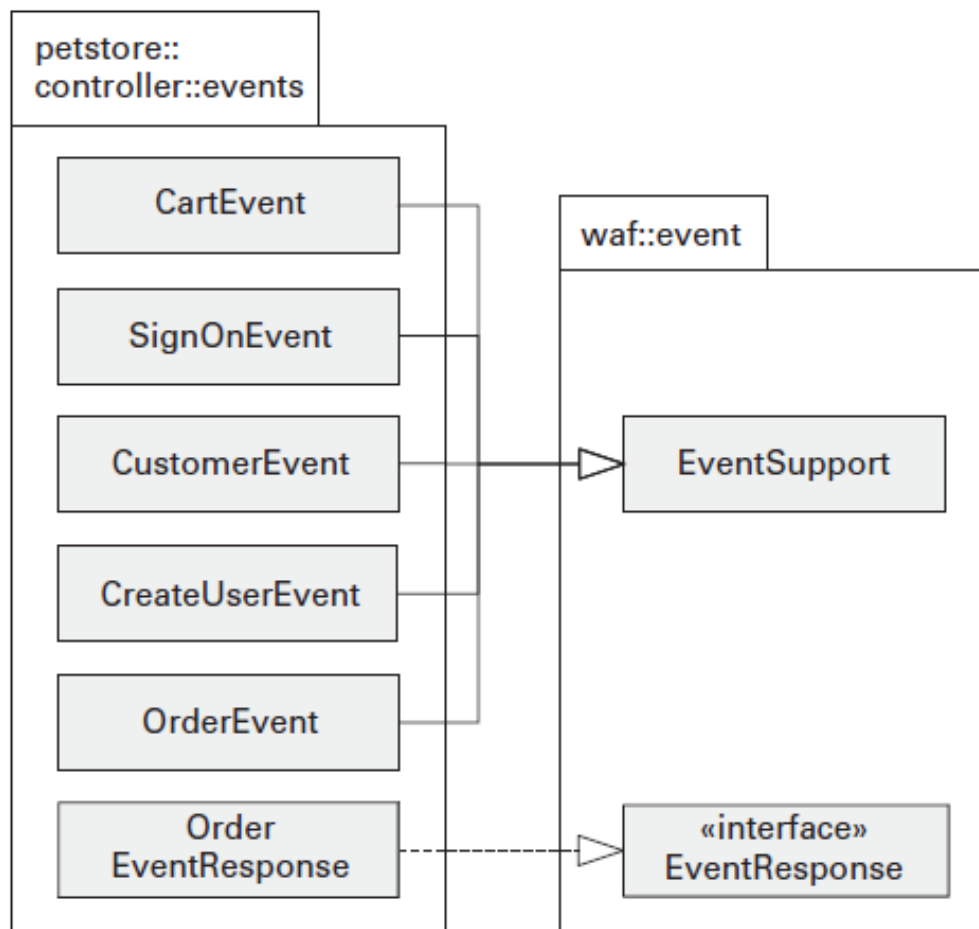 petstore::
controller::events
CartEvent
waf::event
SignOnEvent
CustomerEvent
EventSupport
CreateUserEvent
OrderEvent
Order
EventResponse
«interface»
EventResponse